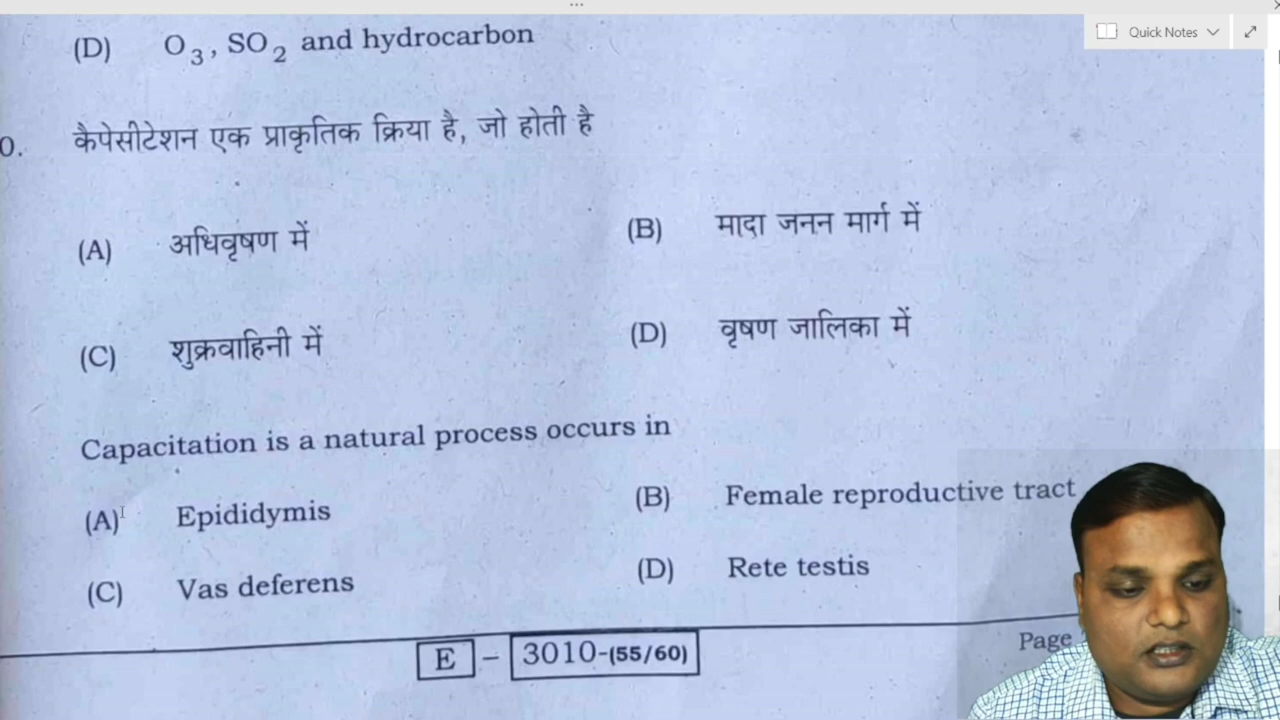 Quick Notes
(D) O3, SO2 and hydrocarbon
0. कैपेसीटेशन एक प्राकृतिक क्रिया है, जो होती है
(A) अधिवृषण में (B) मादा जनन मार्ग में
(C) शुक्रवाहिनी में (D) वृषण जालिका में
Capacitation is a natural process occurs in
(A) Epididymis (B) Female reproductive tract
(C) Vas deferens (D) Rete testis
E – 3010-(55/60)
Page